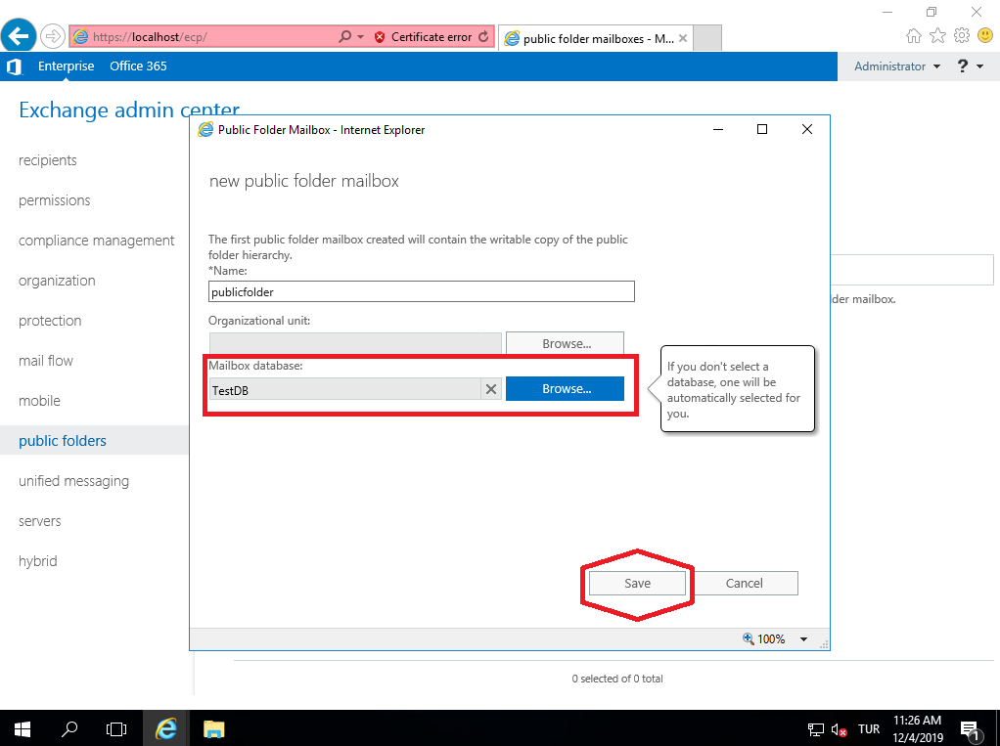 https://localhost/ecp/
Certificate error
public folder mailboxes - M...
Enterprise
Office 365
Administrator
?
Exchange admin center
recipients
permissions
compliance management
organization
protection
mail flow
mobile
public folders
unified messaging
servers
hybrid
Public Folder Mailbox - Internet Explorer
new public folder mailbox
The first public folder mailbox created will contain the writable copy of the public
folder hierarchy.
*Name:
publicfolder
Organizational unit:
Browse...
Mailbox database:
TestDB
Browse...
If you don't select a
database, one will be
automatically selected for
you.
Save
Cancel
100%
lder mailbox.
0 selected of 0 total
TUR
11:26 AM
12/4/2019
1